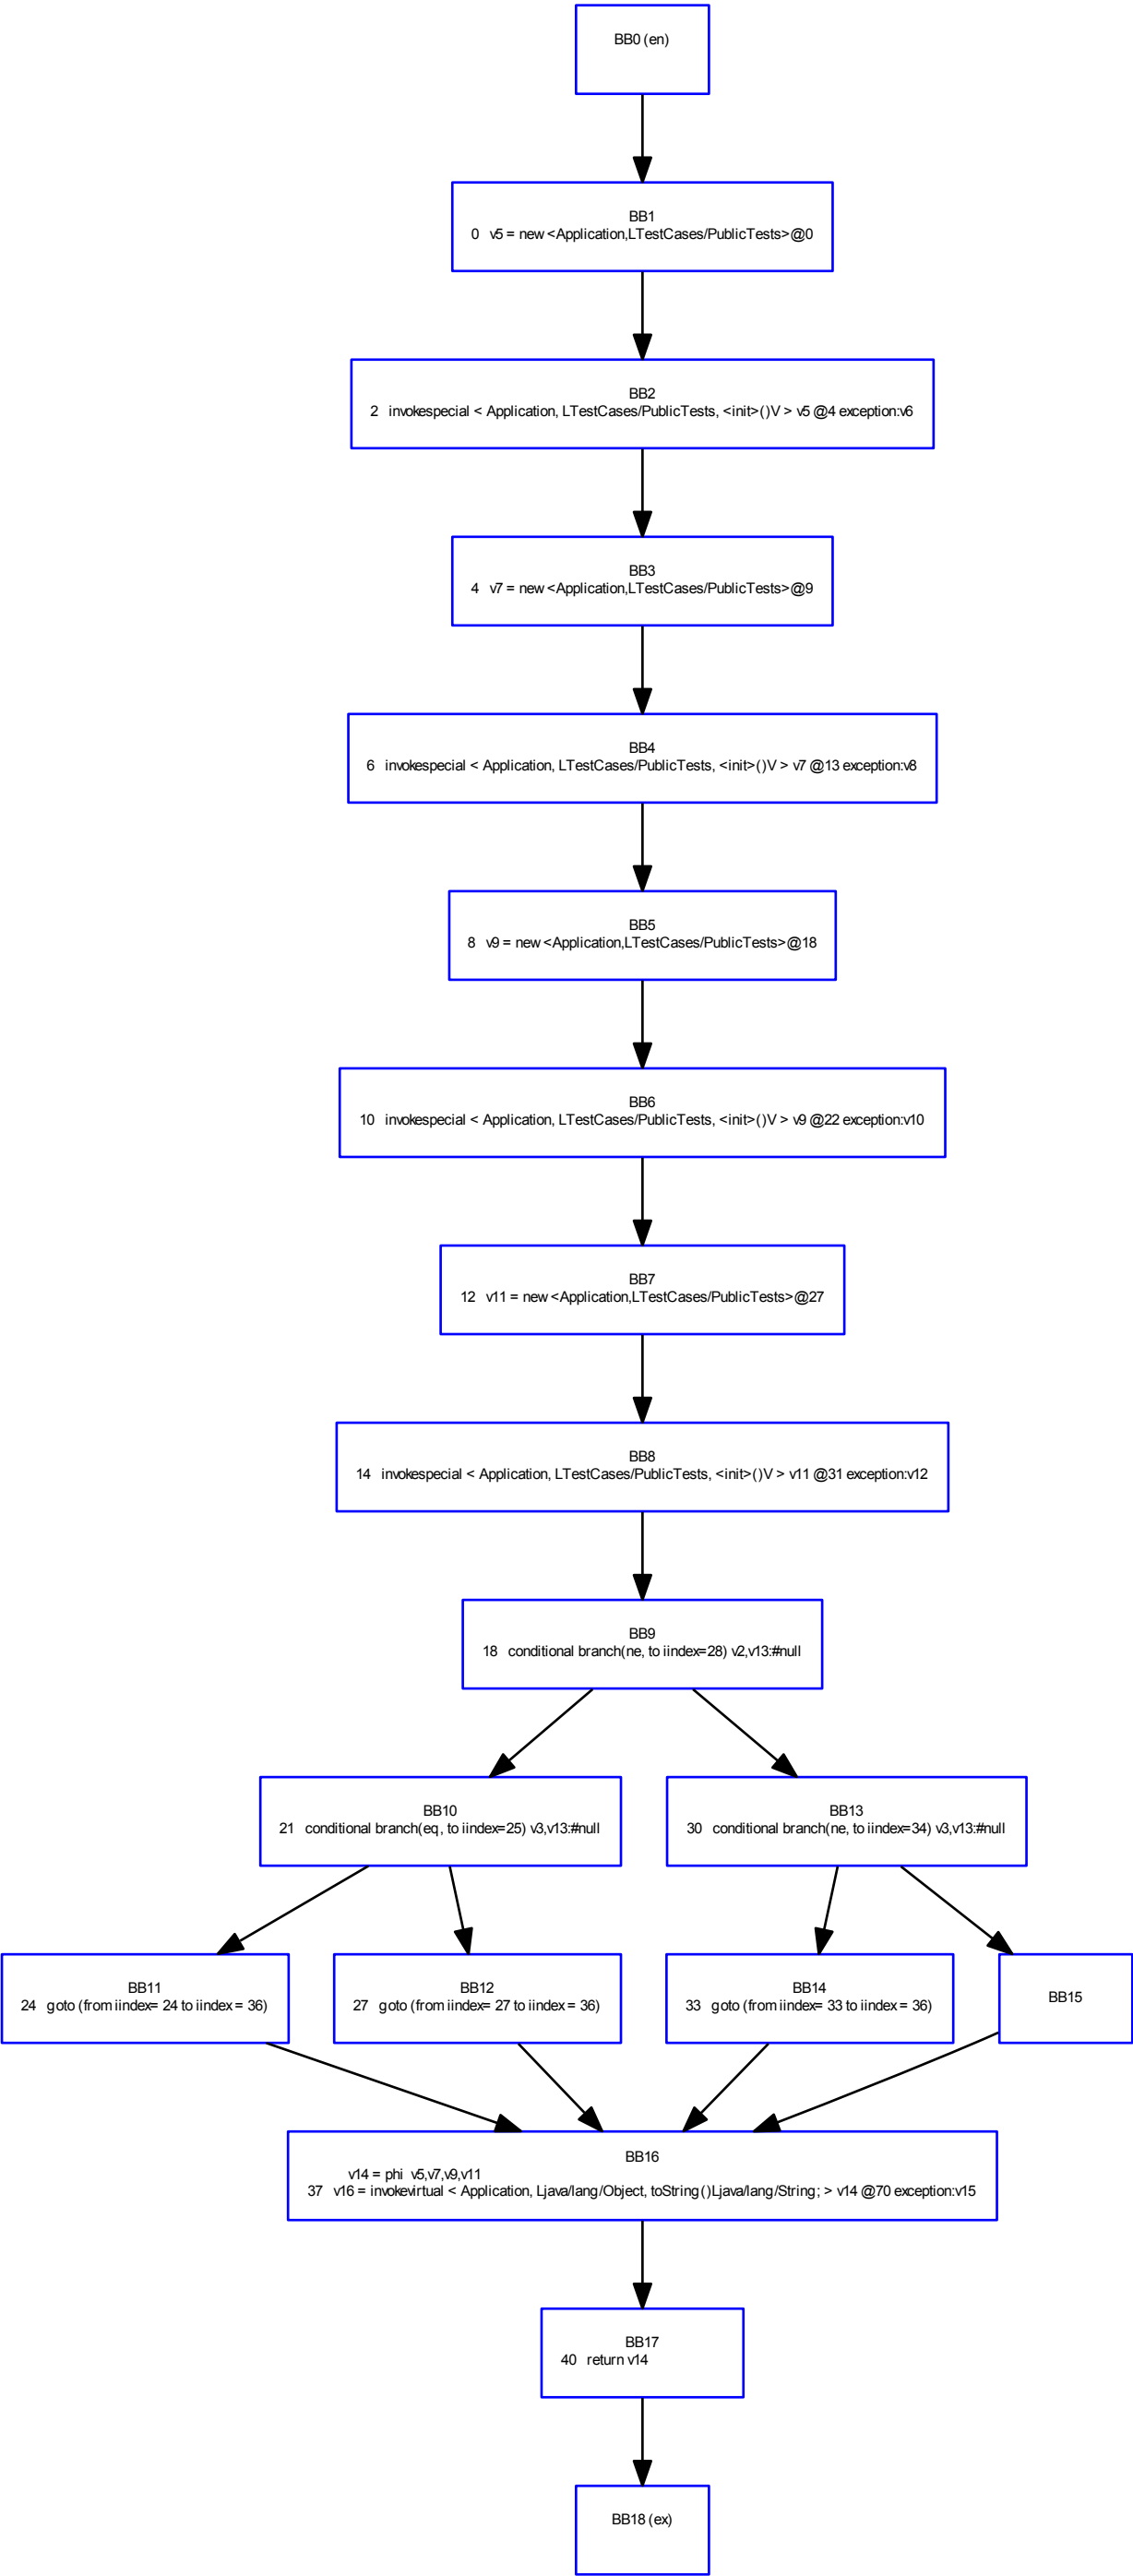 BB0 (en)
BB1
0 v5 = new <Application,LTestCases/PublicTests>@0
BB2
2 invokespecial < Application, LTestCases/PublicTests, <init>()V > v5 @4 exception:v6
BB3
4 v7 = new <Application,LTestCases/PublicTests>@9
BB4
6 invokespecial < Application, LTestCases/PublicTests, <init>()V > v7 @13 exception:v8
BB5
8 v9 = new <Application,LTestCases/PublicTests>@18
BB6
10 invokespecial < Application, LTestCases/PublicTests, <init>()V > v9 @22 exception:v10
BB7
12 v11 = new <Application,LTestCases/PublicTests>@27
BB8
14 invokespecial < Application, LTestCases/PublicTests, <init>()V > v11 @31 exception:v12
BB9
18 conditional branch(ne, to iindex=28) v2,v13:#null
BB10
21 conditional branch(eq, to iindex=25) v3,v13:#null
BB13
30 conditional branch(ne, to iindex=34) v3,v13:#null
BB11
24 goto (from iindex= 24 to iindex = 36)
BB12
27 goto (from iindex= 27 to iindex = 36)
BB14
33 goto (from iindex= 33 to iindex = 36)
BB15
BB16
v14 = phi v5,v7,v9,v11
37 v16 = invokevirtual < Application, Ljava/lang/Object, toString()Ljava/lang/String; > v14 @70 exception:v15
BB17
40 return v14
BB18 (ex)